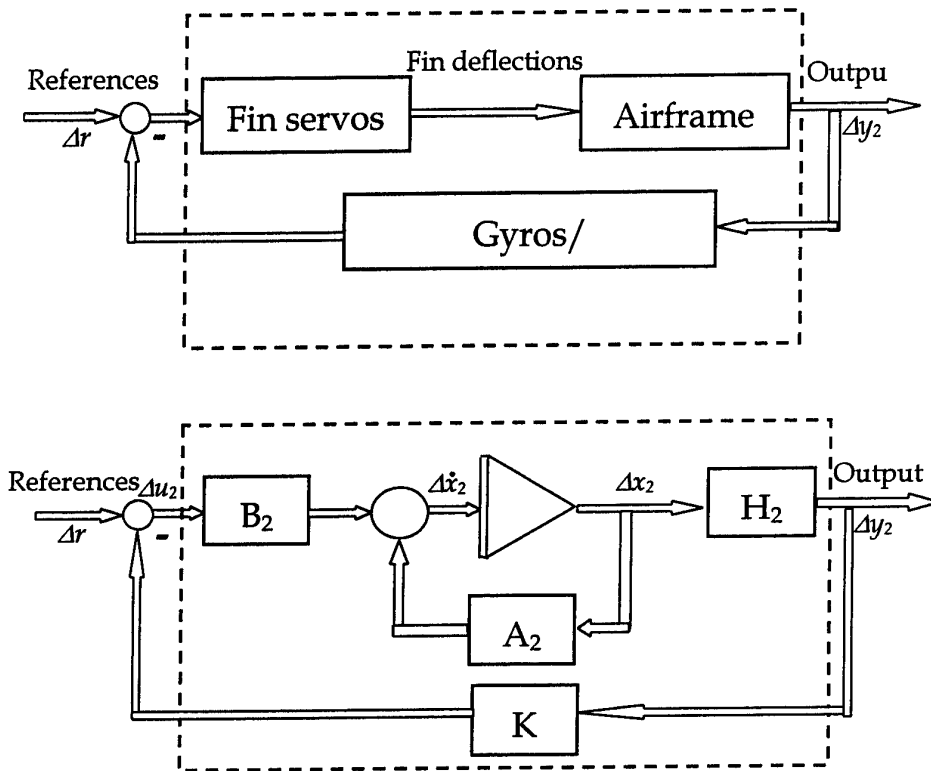 Fin deflections
References
Outpu
Fin servos
Airframe
Δr
-
Δy₂
Gyros/
References
Δu₂
Δẋ₂
Δx₂
Output
B₂
H₂
Δr
-
Δy₂
A₂
K